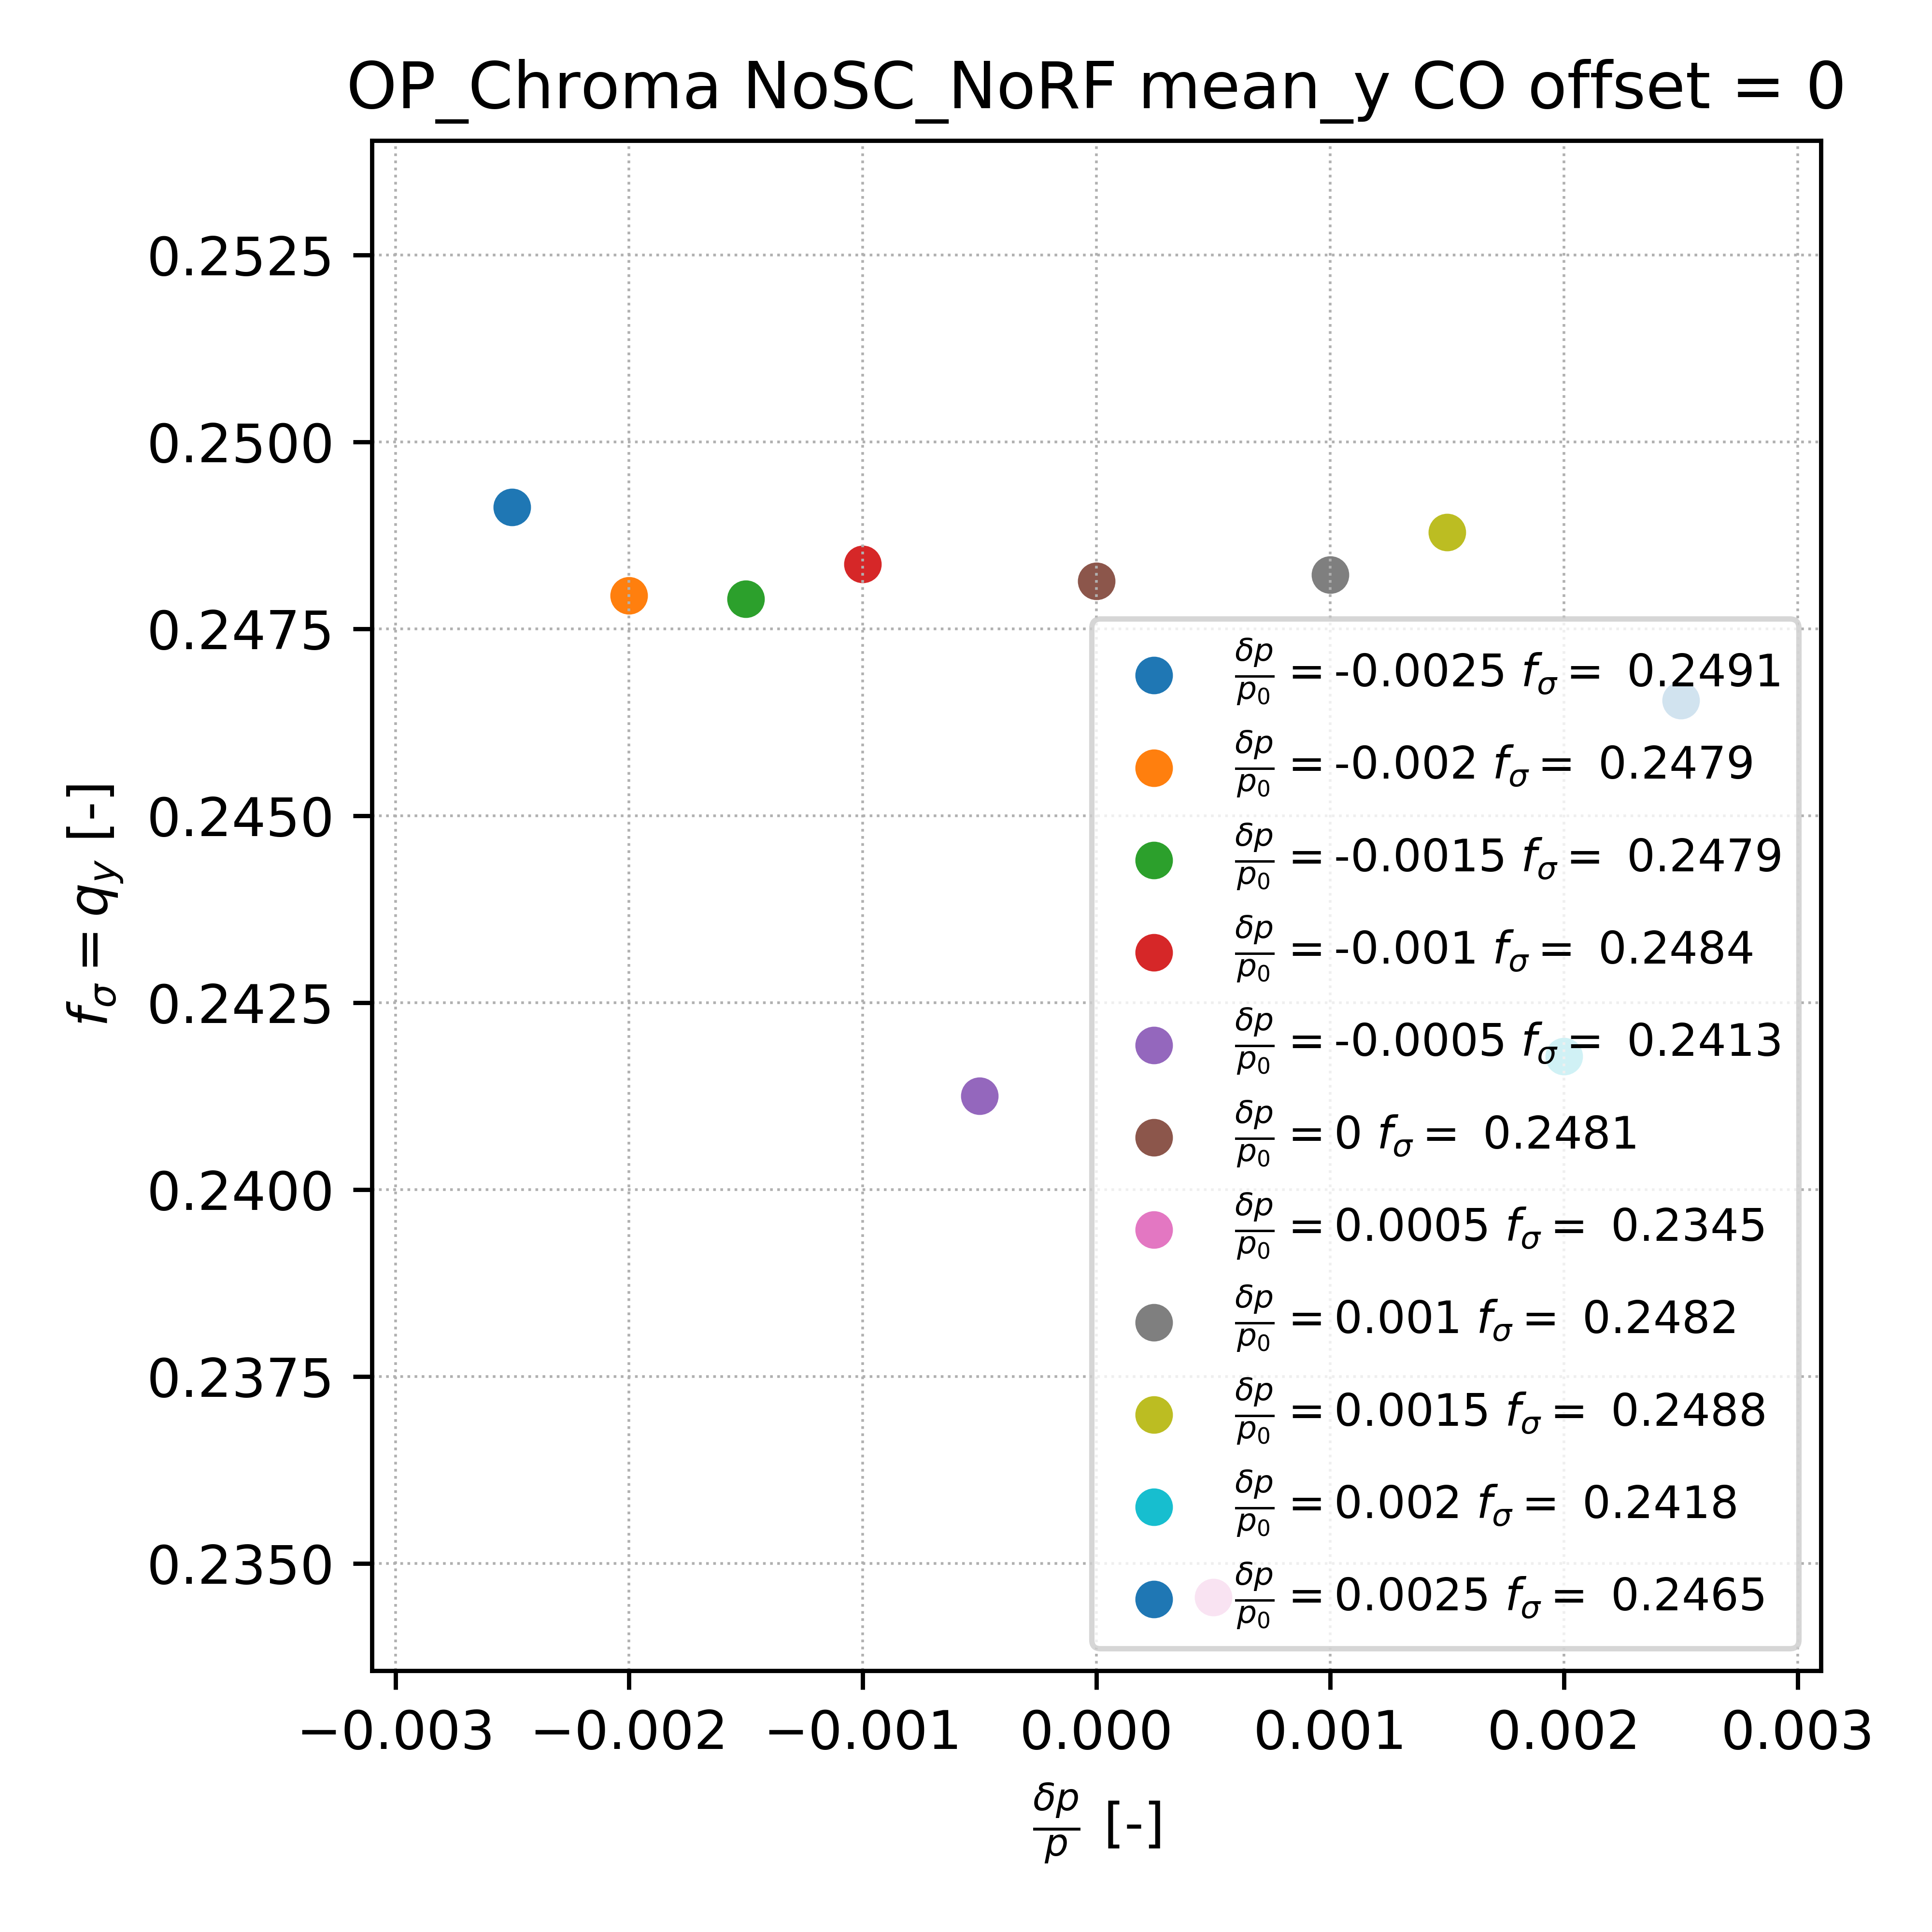 OP_Chroma NoSC_NoRF mean_y CO offset = 0
0.2525
0.2500
0.2475
0.2450
0.2425
0.2400
0.2375
0.2350
f_σ = q_y [-]
δp/p₀ = -0.0025 f_σ = 0.2491
δp/p₀ = -0.002 f_σ = 0.2479
δp/p₀ = -0.0015 f_σ = 0.2479
δp/p₀ = -0.001 f_σ = 0.2484
δp/p₀ = -0.0005 f_σ = 0.2413
δp/p₀ = 0 f_σ = 0.2481
δp/p₀ = 0.0005 f_σ = 0.2345
δp/p₀ = 0.001 f_σ = 0.2482
δp/p₀ = 0.0015 f_σ = 0.2488
δp/p₀ = 0.002 f_σ = 0.2418
δp/p₀ = 0.0025 f_σ = 0.2465
−0.003 −0.002 −0.001 0.000 0.001 0.002 0.003
δp/p [-]